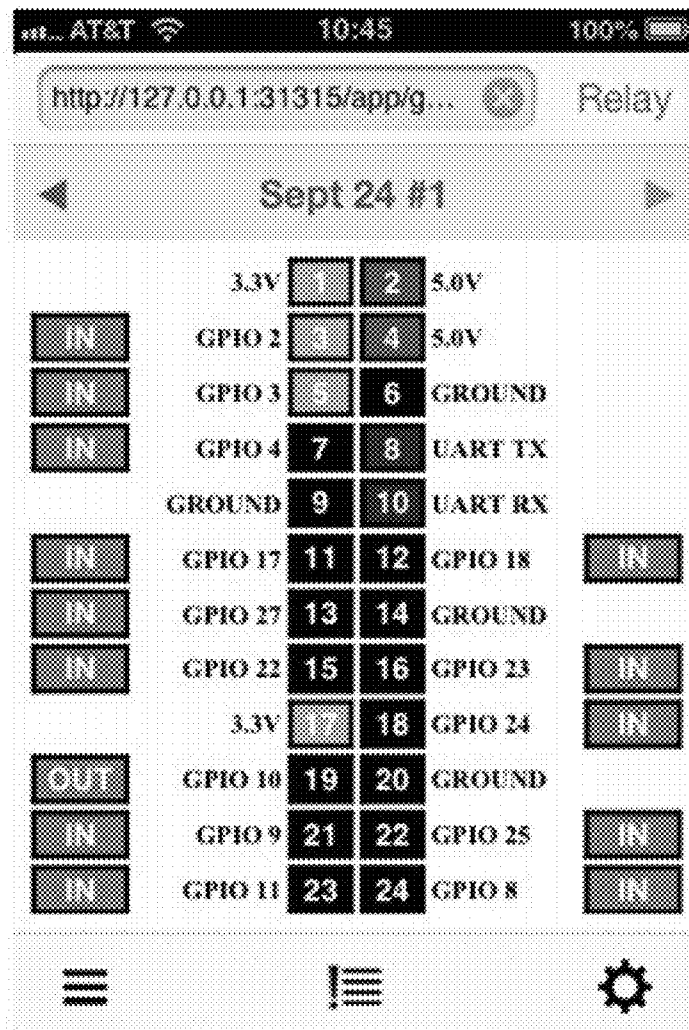 AT&T 10:45 100%
http://127.0.0.1:31315/app/g... Relay
Sept 24 #1
3.3V 1 2 5.0V
IN GPIO 2 3 4 5.0V
IN GPIO 3 5 6 GROUND
IN GPIO 4 7 8 UART TX
GROUND 9 10 UART RX
IN GPIO 17 11 12 GPIO 18 IN
IN GPIO 27 13 14 GROUND
IN GPIO 22 15 16 GPIO 23 IN
3.3V 17 18 GPIO 24 IN
OUT GPIO 10 19 20 GROUND
IN GPIO 9 21 22 GPIO 25 IN
IN GPIO 11 23 24 GPIO 8 IN